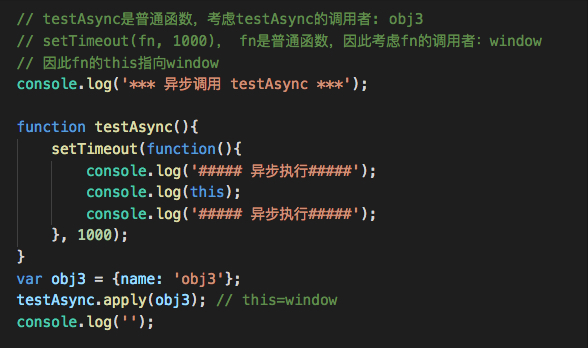 // testAsync是普通函数，考虑testAsync的调用者: obj3
// setTimeout(fn, 1000)， fn是普通函数，因此考虑fn的调用者：window
// 因此fn的this指向window
console.log('*** 异步调用 testAsync ***');
function testAsync(){
setTimeout(function(){
console.log('##### 异步执行#####');
console.log(this);
console.log('##### 异步执行#####');
}, 1000);
}
var obj3 = {name: 'obj3'};
testAsync.apply(obj3); // this=window
console.log('');